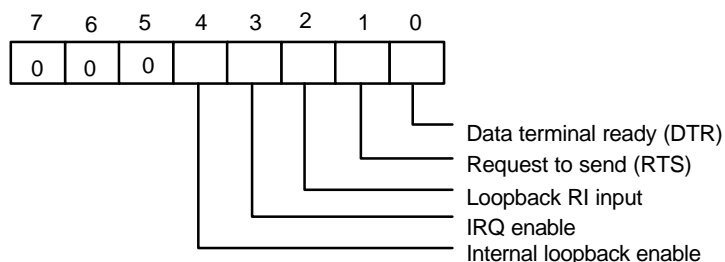 7 6 5 4 3 2 1 0
0 0 0
Data terminal ready (DTR)
Request to send (RTS)
Loopback RI input
IRQ enable
Internal loopback enable